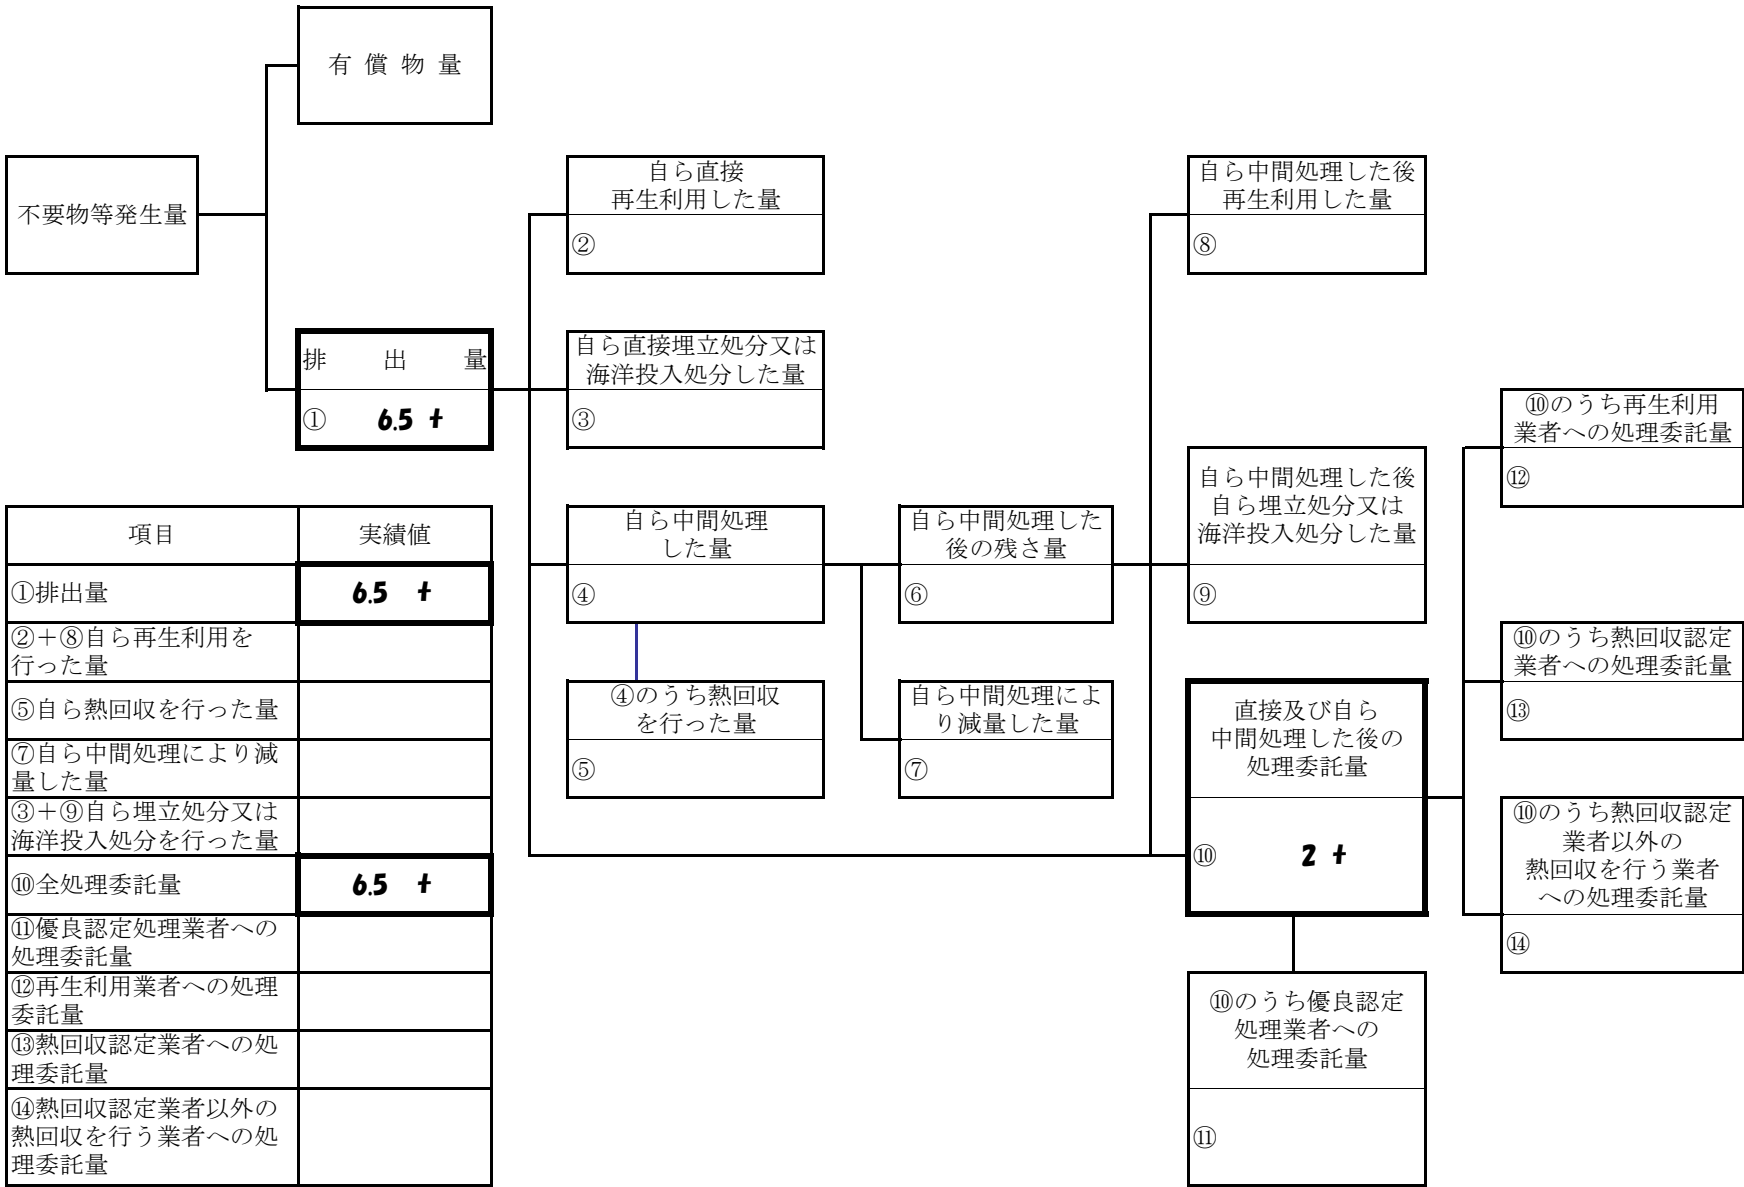 有償物量
不要物等発生量
排出量
① 6.5 t
自ら直接
再生利用した量
②
自ら直接埋立処分又は
海洋投入処分した量
③
自ら中間処理
した量
④
④のうち熱回収
を行った量
⑤
自ら中間処理した
後の残さ量
⑥
自ら中間処理によ
り減量した量
⑦
自ら中間処理した後
再生利用した量
⑧
自ら中間処理した後
自ら埋立処分又は
海洋投入処分した量
⑨
直接及び自ら
中間処理した後の
処理委託量
⑩ 2 t
⑩のうち優良認定
処理業者への
処理委託量
⑪
⑩のうち再生利用
業者への処理委託量
⑫
⑩のうち熱回収認定
業者への処理委託量
⑬
⑩のうち熱回収認定
業者以外の
熱回収を行う業者
への処理委託量
⑭
項目 実績値
①排出量 6.5 t
②+⑧自ら再生利用を
行った量
⑤自ら熱回収を行った量
⑦自ら中間処理により減
量した量
③+⑨自ら埋立処分又は
海洋投入処分を行った量
⑩全処理委託量 6.5 t
⑪優良認定処理業者への
処理委託量
⑫再生利用業者への処理
委託量
⑬熱回収認定業者への処
理委託量
⑭熱回収認定業者以外の
熱回収を行う業者への処
理委託量